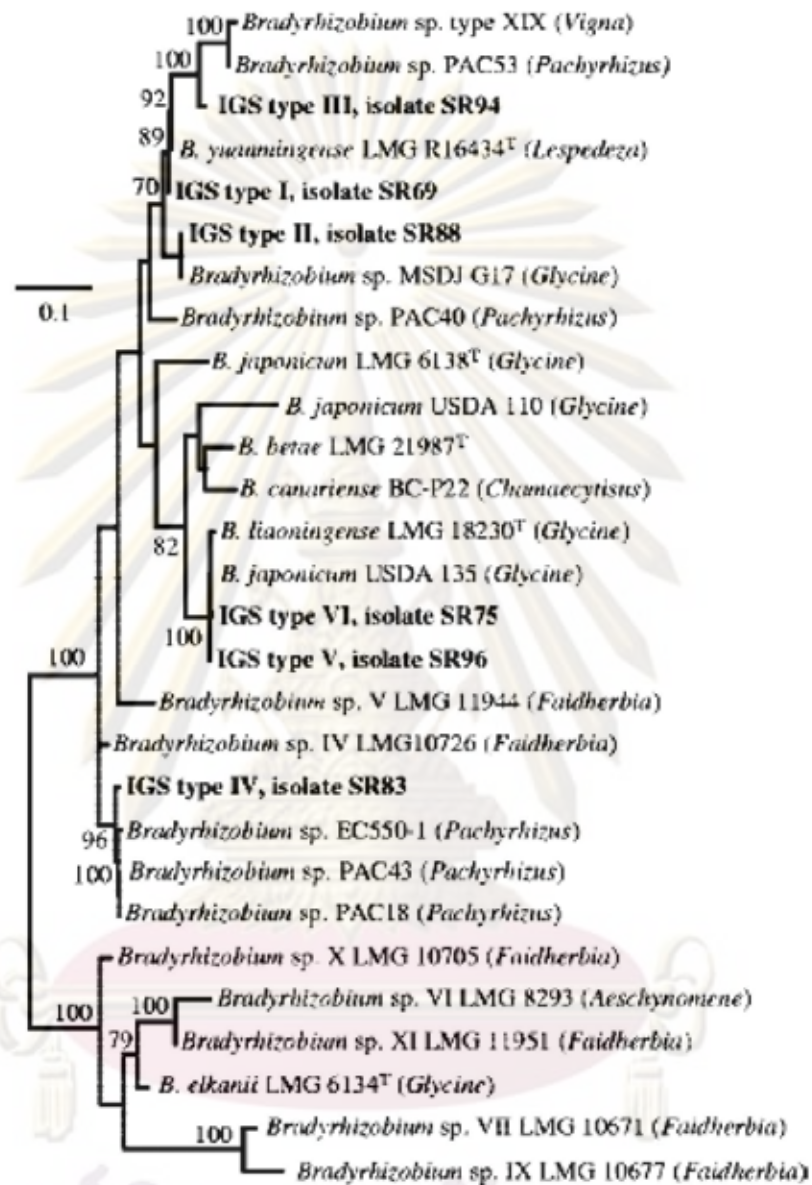 100 Bradyrhizobium sp. type XIX (Vigna)
100 Bradyrhizobium sp. PAC53 (Pachyrhizus)
92 IGS type III, isolate SR94
89 B. yuanmingense LMG R16434ᵀ (Lespedeza)
70 IGS type I, isolate SR69
IGS type II, isolate SR88
Bradyrhizobium sp. MSDJ G17 (Glycine)
0.1 Bradyrhizobium sp. PAC40 (Pachyrhizus)
B. japonicum LMG 6138ᵀ (Glycine)
B. japonicum USDA 110 (Glycine)
B. betae LMG 21987ᵀ
B. canariense BC-P22 (Chamaecytisus)
B. liaoningense LMG 18230ᵀ (Glycine)
82
B. japonicum USDA 135 (Glycine)
IGS type VI, isolate SR75
100
IGS type V, isolate SR96
100
Bradyrhizobium sp. V LMG 11944 (Faidherbia)
Bradyrhizobium sp. IV LMG10726 (Faidherbia)
IGS type IV, isolate SR83
96 Bradyrhizobium sp. EC550-1 (Pachyrhizus)
100 Bradyrhizobium sp. PAC43 (Pachyrhizus)
Bradyrhizobium sp. PAC18 (Pachyrhizus)
Bradyrhizobium sp. X LMG 10705 (Faidherbia)
100 100 Bradyrhizobium sp. VI LMG 8293 (Aeschynomene)
79 Bradyrhizobium sp. XI LMG 11951 (Faidherbia)
B. elkanii LMG 6134ᵀ (Glycine)
100 Bradyrhizobium sp. VII LMG 10671 (Faidherbia)
Bradyrhizobium sp. IX LMG 10677 (Faidherbia)